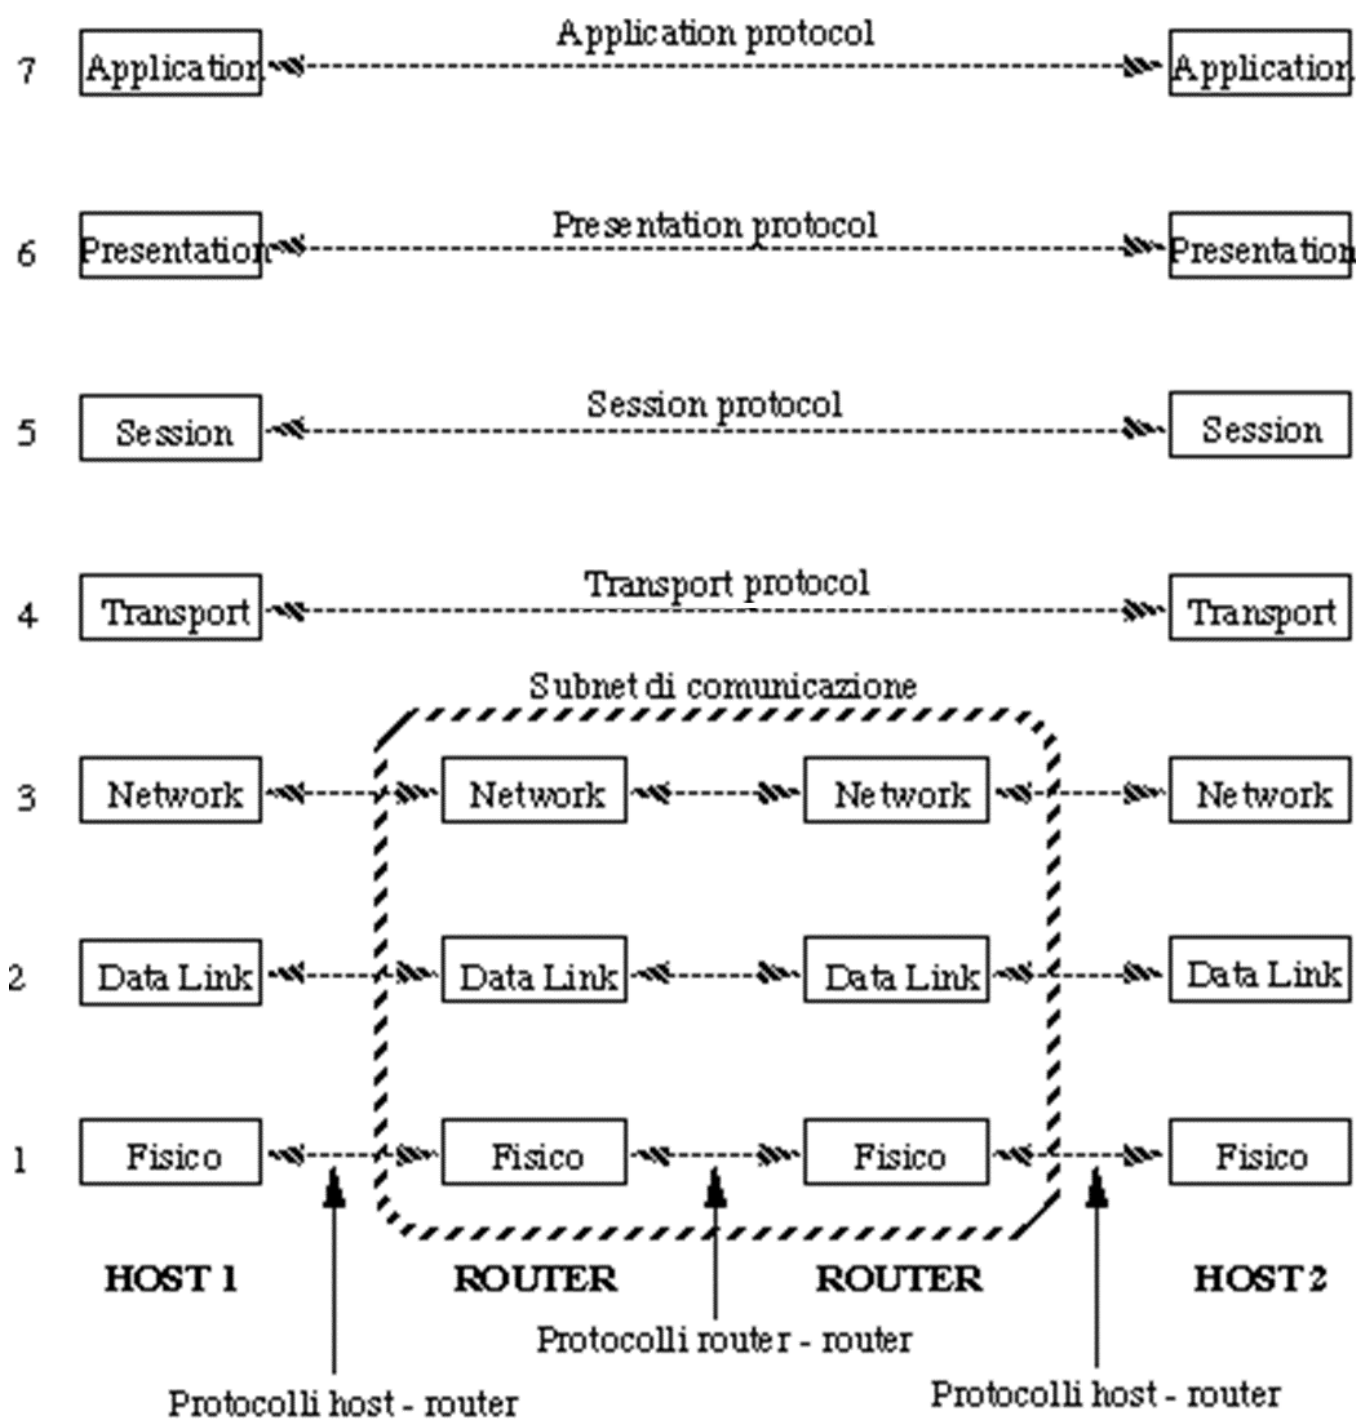 Application protocol
7 Application Application
Presentation protocol
6 Presentation Presentation
Session protocol
5 Session Session
Transport protocol
4 Transport Transport
Subnet di comunicazione
3 Network Network Network Network
2 Data Link Data Link Data Link Data Link
1 Fisico Fisico Fisico Fisico
HOST 1 ROUTER ROUTER HOST 2
Protocolli router - router
Protocolli host - router Protocolli host - router